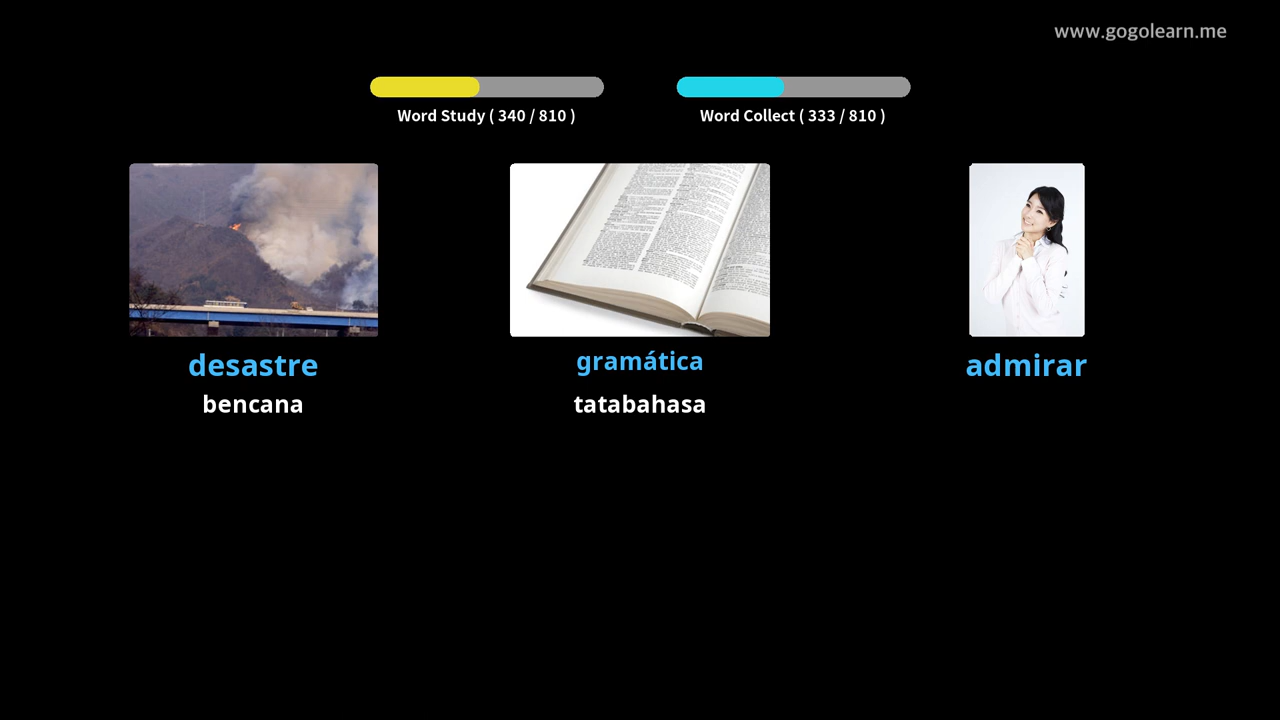 www.gogolearn.me
Word Study ( 340 / 810 )
Word Collect ( 333 / 810 )
desastre
bencana
gramática
tatabahasa
admirar